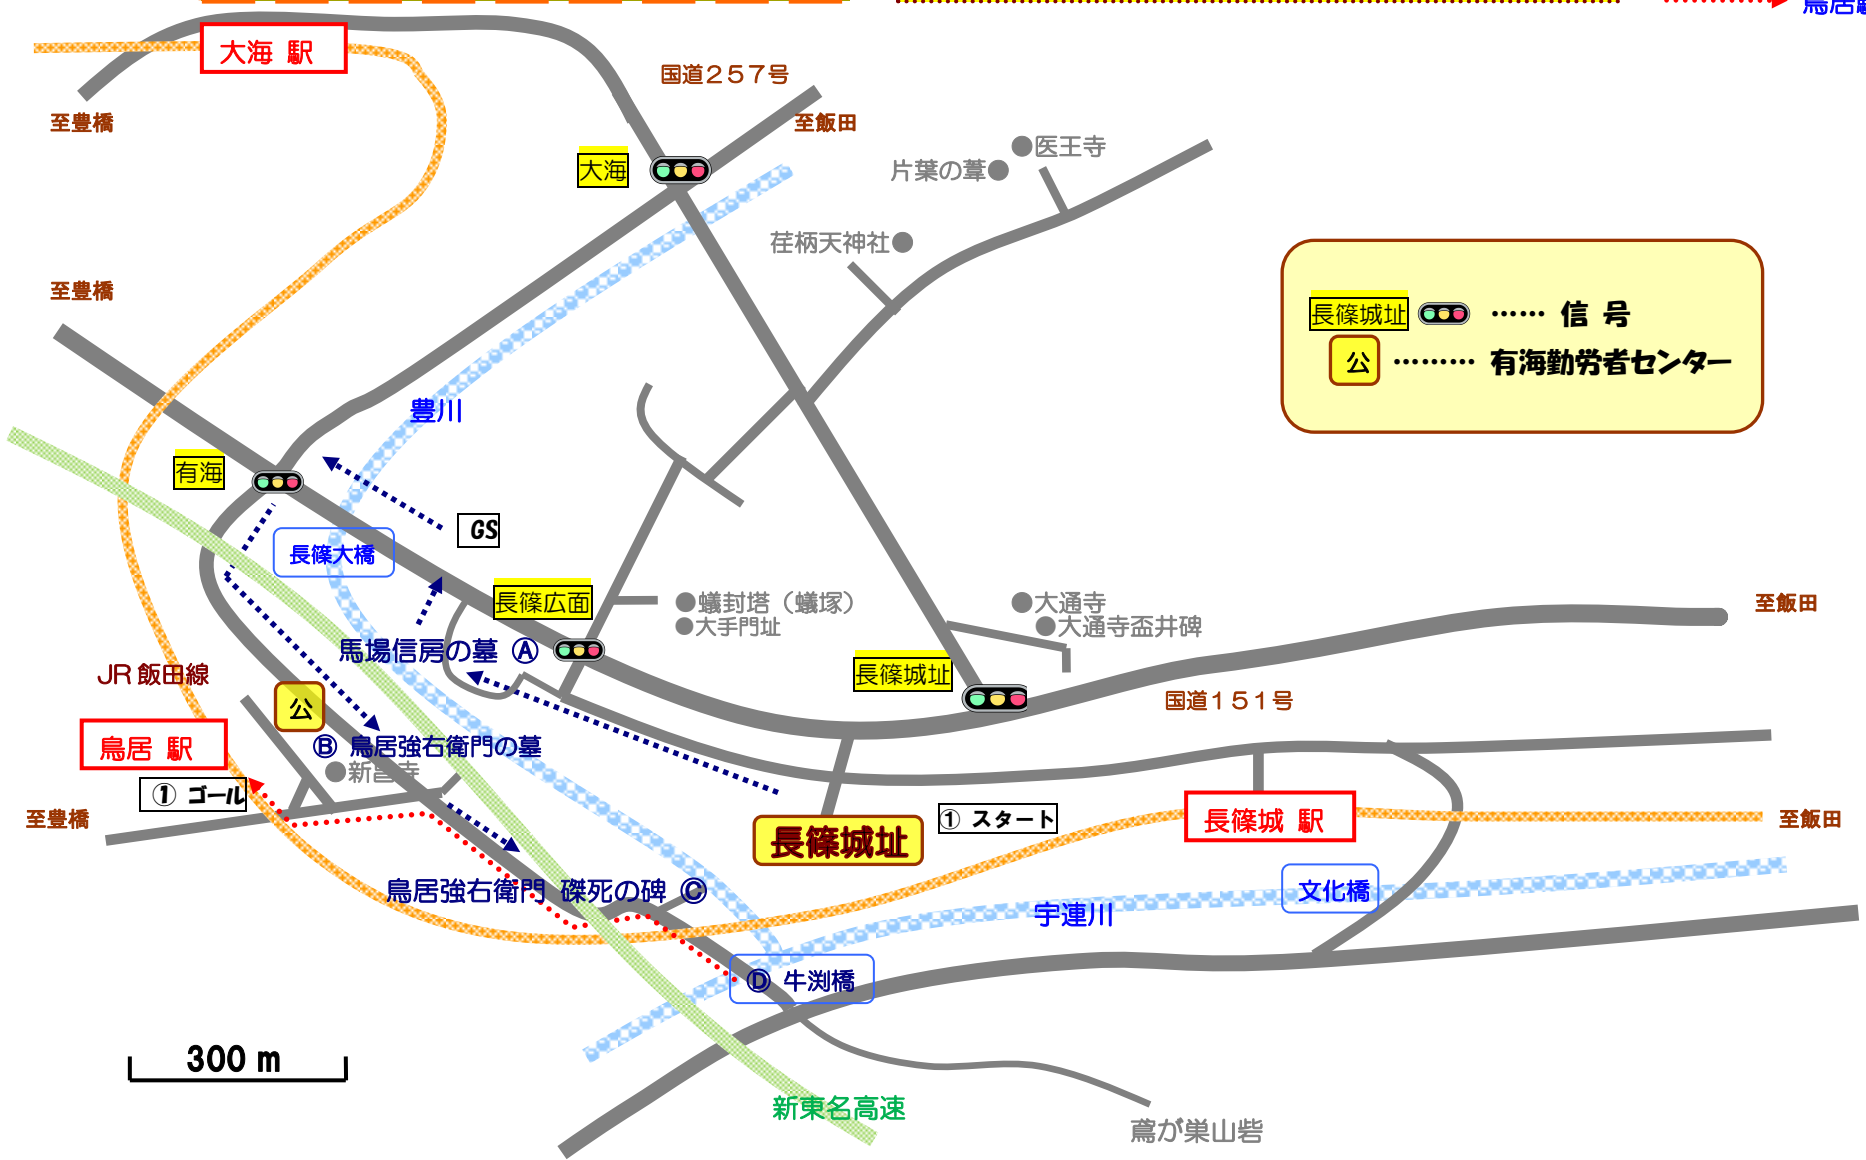 大海 駅
国道257号
至豊橋
至飯田
大海
●医王寺
片葉の葦●
荏柄天神社●
至豊橋
長篠城址 …… 信 号
公 ……… 有海勤労者センター
豊川
有海
GS
長篠大橋
長篠広面
●蟻封塔（蟻塚）
●大手門址
●大通寺
●大通寺盃井碑
至飯田
馬場信房の墓 Ⓐ
長篠城址
JR飯田線
国道151号
公
鳥居 駅
Ⓑ 鳥居強右衛門の墓
●新昌寺
① ゴール
至豊橋
① スタート
長篠城 駅
至飯田
長篠城址
鳥居強右衛門 磔死の碑 Ⓒ
文化橋
宇連川
Ⓓ 牛渕橋
300 m
新東名高速
鳶が巣山砦